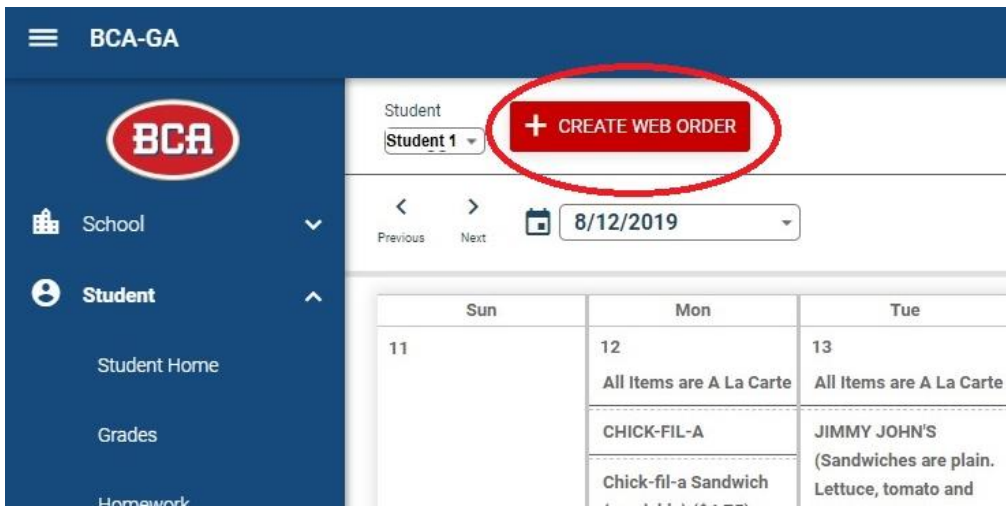 BCA-GA
BCA
School
Student
Student Home
Grades
Homework
Student
Student 1
+ CREATE WEB ORDER
Previous
Next
8/12/2019
Sun
Mon
Tue
11
12
13
All Items are A La Carte
All Items are A La Carte
CHICK-FIL-A
JIMMY JOHN'S
(Sandwiches are plain.
Lettuce, tomato and
Chick-fil-a Sandwich